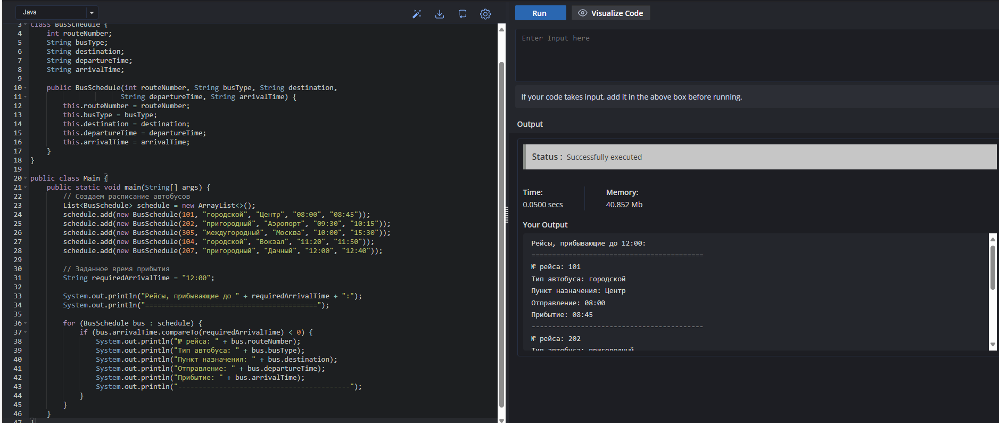 Java
3 class BusSchedule {
4     int routeNumber;
5     String busType;
6     String destination;
7     String departureTime;
8     String arrivalTime;
9
10     public BusSchedule(int routeNumber, String busType, String destination,
11                       String departureTime, String arrivalTime) {
12         this.routeNumber = routeNumber;
13         this.busType = busType;
14         this.destination = destination;
15         this.departureTime = departureTime;
16         this.arrivalTime = arrivalTime;
17     }
18 }
19
20 public class Main {
21     public static void main(String[] args) {
22         // Создаем расписание автобусов
23         List<BusSchedule> schedule = new ArrayList<>();
24         schedule.add(new BusSchedule(101, "городской", "Центр", "08:00", "08:45"));
25         schedule.add(new BusSchedule(202, "пригородный", "Аэропорт", "09:30", "10:15"));
26         schedule.add(new BusSchedule(305, "междугородный", "Москва", "10:00", "15:30"));
27         schedule.add(new BusSchedule(104, "городской", "Вокзал", "11:20", "11:50"));
28         schedule.add(new BusSchedule(207, "пригородный", "Дачный", "12:00", "12:40"));
29
30         // Заданное время прибытия
31         String requiredArrivalTime = "12:00";
32
33         System.out.println("Рейсы, прибывающие до " + requiredArrivalTime + ":");
34         System.out.println("==========================================");
35
36         for (BusSchedule bus : schedule) {
37             if (bus.arrivalTime.compareTo(requiredArrivalTime) < 0) {
38                 System.out.println("№ рейса: " + bus.routeNumber);
39                 System.out.println("Тип автобуса: " + bus.busType);
40                 System.out.println("Пункт назначения: " + bus.destination);
41                 System.out.println("Отправление: " + bus.departureTime);
42                 System.out.println("Прибытие: " + bus.arrivalTime);
43                 System.out.println("------------------------------------------");
44             }
45         }
46     }
47 }
Run
Visualize Code
Enter Input here
If your code takes input, add it in the above box before running.
Output
Status : Successfully executed
Time:
0.0500 secs
Memory:
40.852 Mb
Your Output
Рейсы, прибывающие до 12:00:
==========================================
№ рейса: 101
Тип автобуса: городской
Пункт назначения: Центр
Отправление: 08:00
Прибытие: 08:45
------------------------------------------
№ рейса: 202
Тип автобуса: пригородный